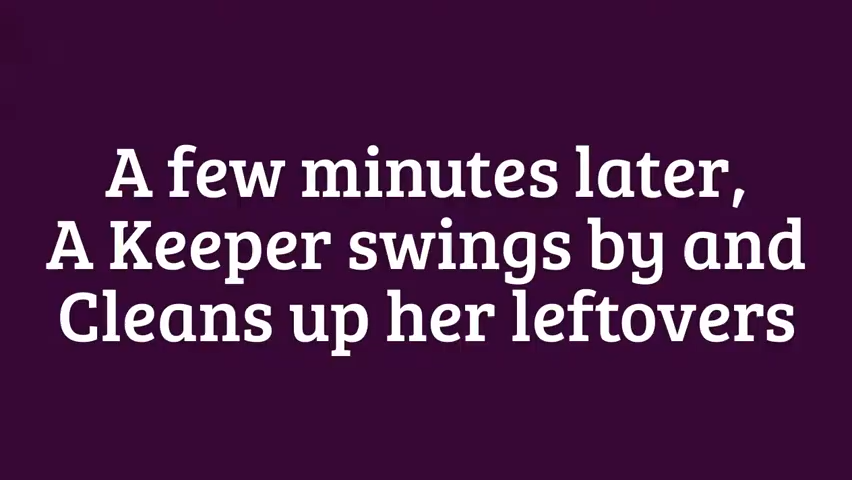 A few minutes later,
A Keeper swings by and
Cleans up her leftovers